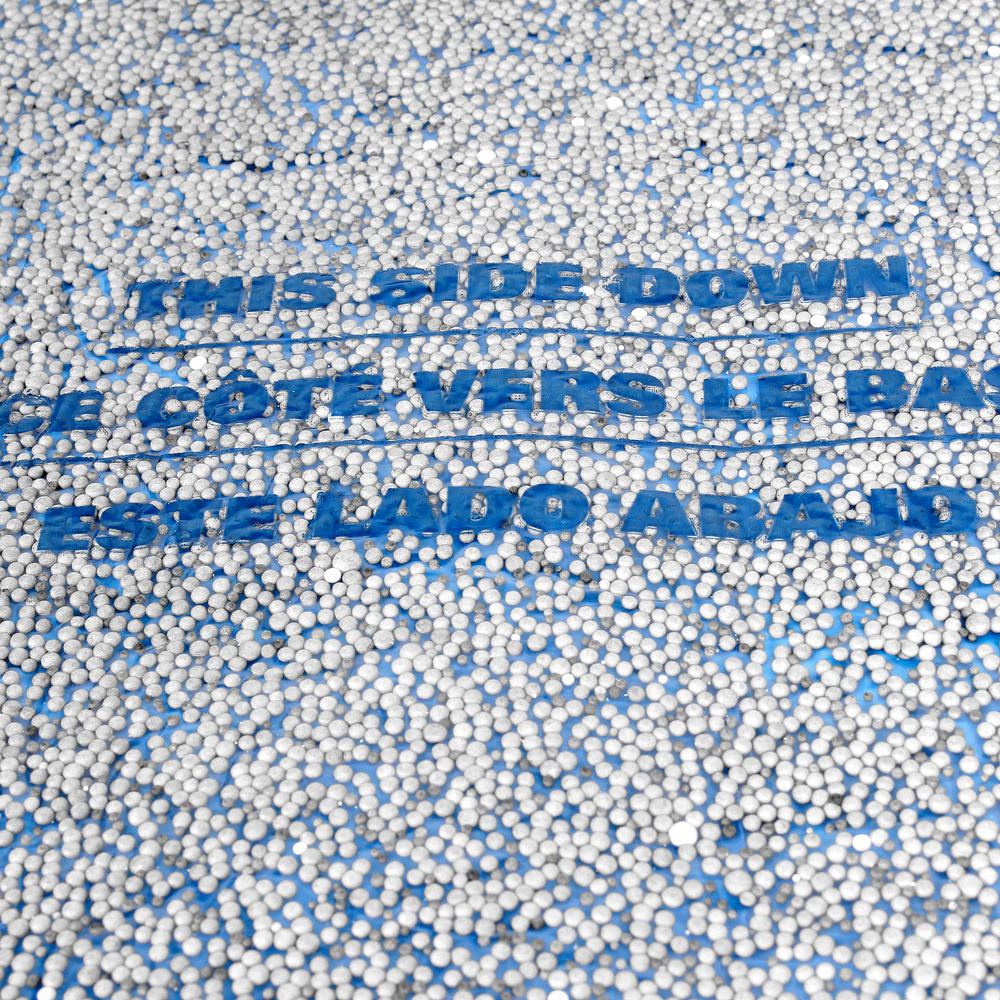 THIS SIDE DOWN
CE CÔTÉ VERS LE BAS
ESTE LADO ABAJO